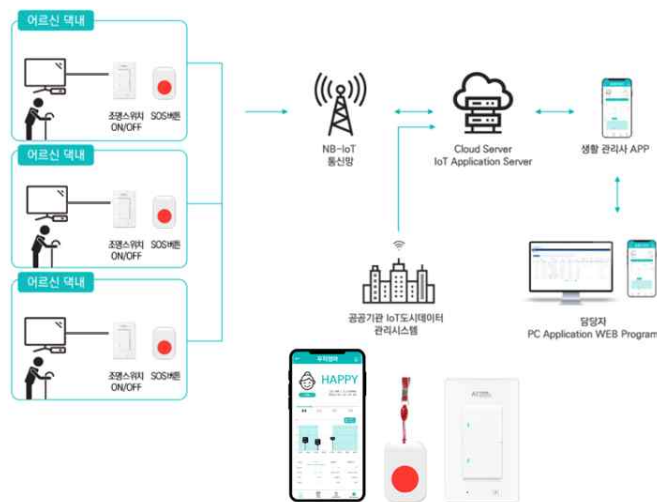 어르신 댁내
조명스위치
ON/OFF
SOS버튼
어르신 댁내
조명스위치
ON/OFF
SOS버튼
어르신 댁내
조명스위치
ON/OFF
SOS버튼
NB-IoT
통신망
Cloud Server
IoT Application Server
생활 관리사 APP
공공기관 IoT도시데이터
관리시스템
담당자
PC Application WEB Program
HAPPY